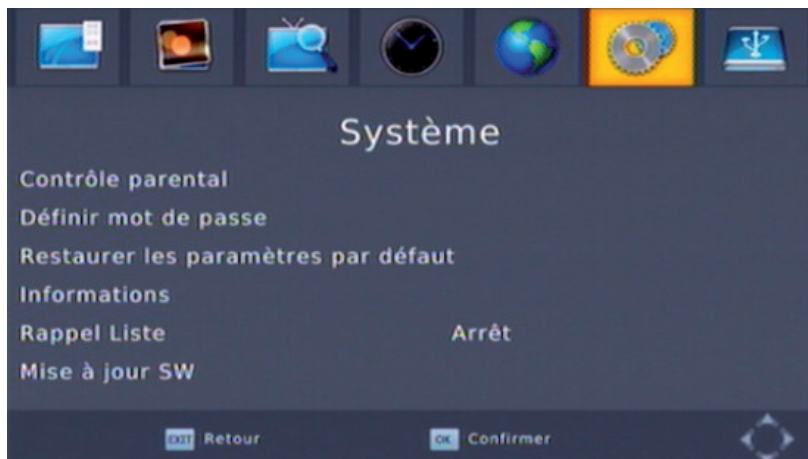 Système
Contrôle parental
Définir mot de passe
Restaurer les paramètres par défaut
Informations
Rappel Liste Arrêt
Mise à jour SW
EXIT Retour OK Confirmer